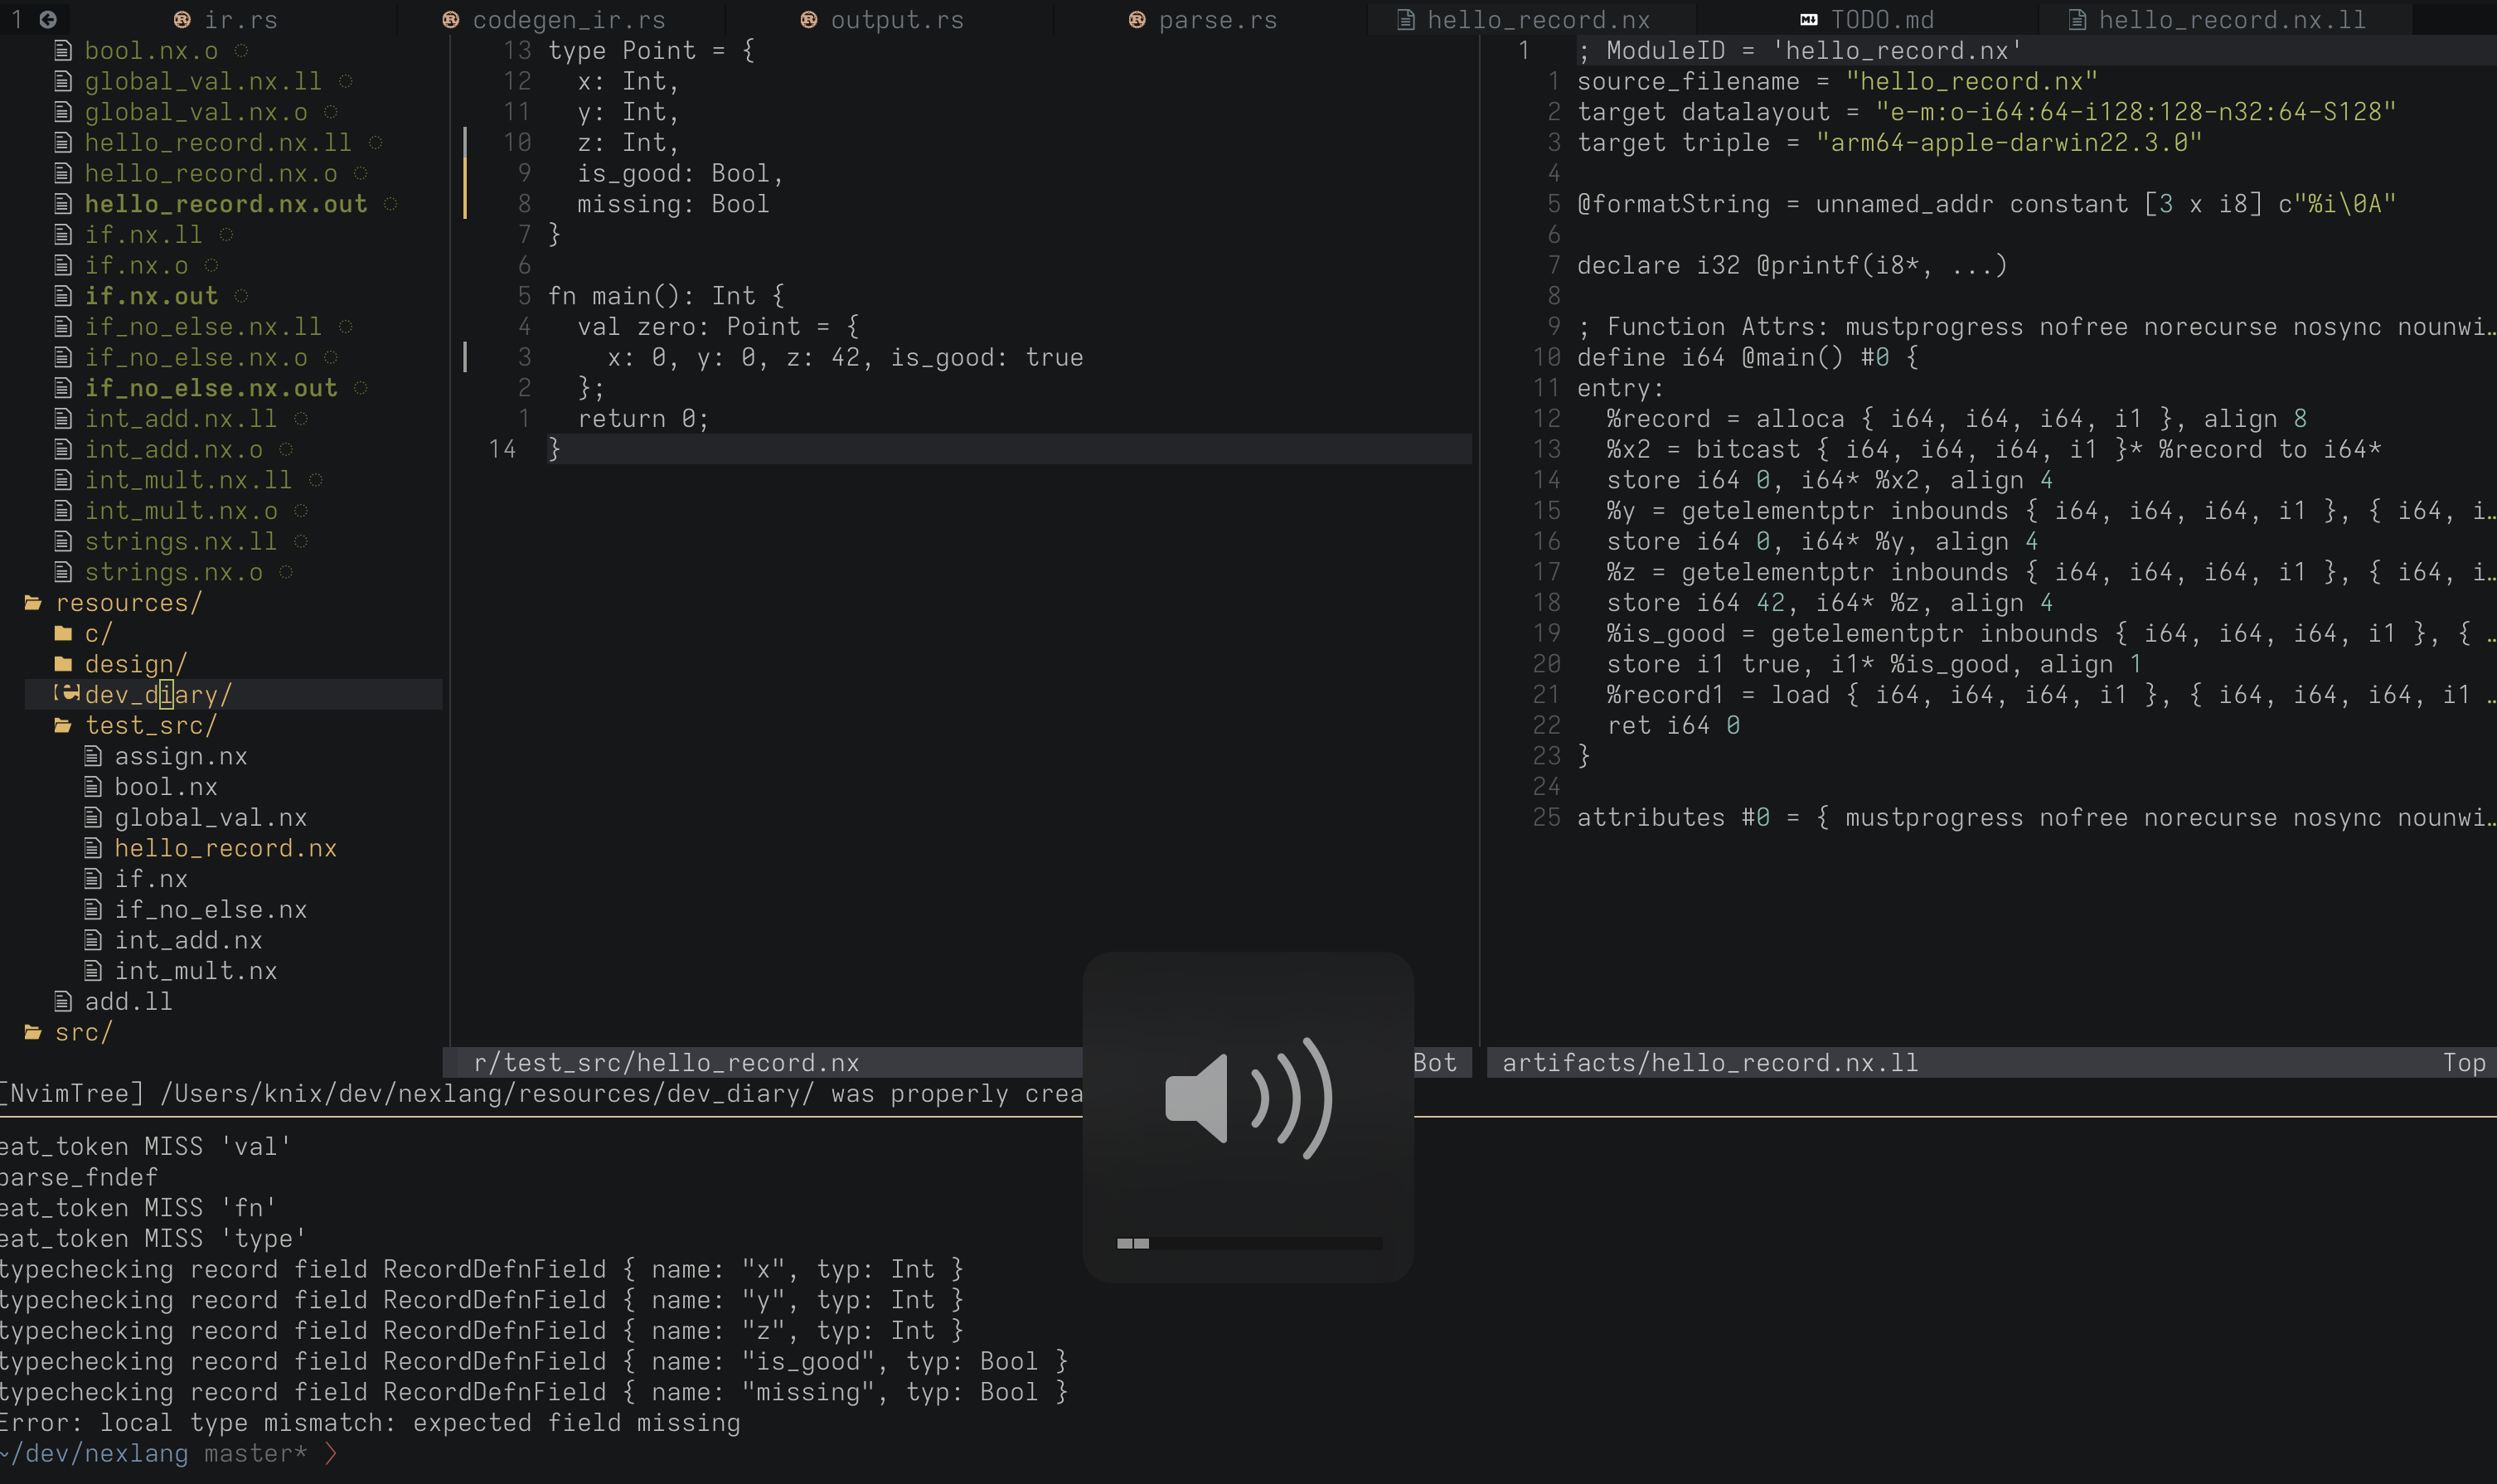 1 ir.rs codegen_ir.rs output.rs parse.rs hello_record.nx TODO.md hello_record.nx.ll
bool.nx.o
global_val.nx.ll
global_val.nx.o
hello_record.nx.ll
hello_record.nx.o
hello_record.nx.out
if.nx.ll
if.nx.o
if.nx.out
if_no_else.nx.ll
if_no_else.nx.o
if_no_else.nx.out
int_add.nx.ll
int_add.nx.o
int_mult.nx.ll
int_mult.nx.o
strings.nx.ll
strings.nx.o
resources/
c/
design/
dev_diary/
test_src/
assign.nx
bool.nx
global_val.nx
hello_record.nx
if.nx
if_no_else.nx
int_add.nx
int_mult.nx
add.ll
src/
13 type Point = {
12 x: Int,
11 y: Int,
10 z: Int,
9 is_good: Bool,
8 missing: Bool
7 }
6
5 fn main(): Int {
4 val zero: Point = {
3 x: 0, y: 0, z: 42, is_good: true
2 };
1 return 0;
14 }
r/test_src/hello_record.nx Bot
1 ; ModuleID = 'hello_record.nx'
1 source_filename = "hello_record.nx"
2 target datalayout = "e-m:o-i64:64-i128:128-n32:64-S128"
3 target triple = "arm64-apple-darwin22.3.0"
4
5 @formatString = unnamed_addr constant [3 x i8] c"%i\0A"
6
7 declare i32 @printf(i8*, ...)
8
9 ; Function Attrs: mustprogress nofree norecurse nosync nounwi…
10 define i64 @main() #0 {
11 entry:
12 %record = alloca { i64, i64, i64, i1 }, align 8
13 %x2 = bitcast { i64, i64, i64, i1 }* %record to i64*
14 store i64 0, i64* %x2, align 4
15 %y = getelementptr inbounds { i64, i64, i64, i1 }, { i64, i…
16 store i64 0, i64* %y, align 4
17 %z = getelementptr inbounds { i64, i64, i64, i1 }, { i64, i…
18 store i64 42, i64* %z, align 4
19 %is_good = getelementptr inbounds { i64, i64, i64, i1 }, { …
20 store i1 true, i1* %is_good, align 1
21 %record1 = load { i64, i64, i64, i1 }, { i64, i64, i64, i1 …
22 ret i64 0
23 }
24
25 attributes #0 = { mustprogress nofree norecurse nosync nounwi…
artifacts/hello_record.nx.ll Top
[NvimTree] /Users/knix/dev/nexlang/resources/dev_diary/ was properly crea
eat_token MISS 'val'
parse_fndef
eat_token MISS 'fn'
eat_token MISS 'type'
typechecking record field RecordDefnField { name: "x", typ: Int }
typechecking record field RecordDefnField { name: "y", typ: Int }
typechecking record field RecordDefnField { name: "z", typ: Int }
typechecking record field RecordDefnField { name: "is_good", typ: Bool }
typechecking record field RecordDefnField { name: "missing", typ: Bool }
Error: local type mismatch: expected field missing
~/dev/nexlang master* ❯